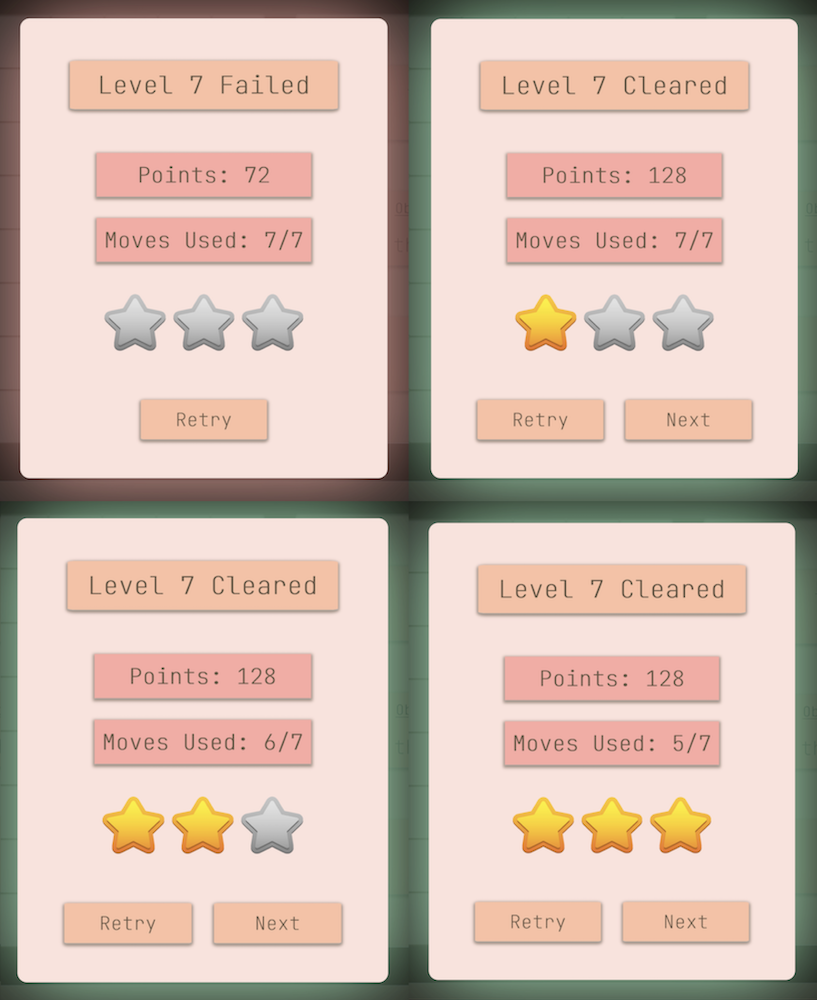 Level 7 Failed
Points: 72
Moves Used: 7/7
Retry
Level 7 Cleared
Points: 128
Moves Used: 7/7
Retry
Next
Level 7 Cleared
Points: 128
Moves Used: 6/7
Retry
Next
Level 7 Cleared
Points: 128
Moves Used: 5/7
Retry
Next